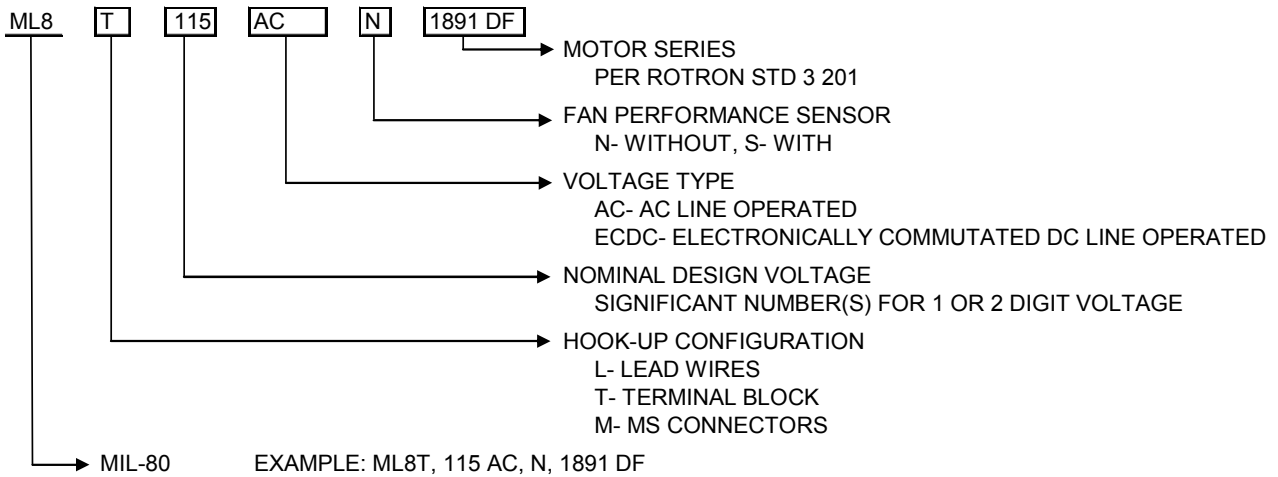 ML8 T 115 AC N 1891 DF
MOTOR SERIES
PER ROTRON STD 3 201
FAN PERFORMANCE SENSOR
N- WITHOUT, S- WITH
VOLTAGE TYPE
AC- AC LINE OPERATED
ECDC- ELECTRONICALLY COMMUTATED DC LINE OPERATED
NOMINAL DESIGN VOLTAGE
SIGNIFICANT NUMBER(S) FOR 1 OR 2 DIGIT VOLTAGE
HOOK-UP CONFIGURATION
L- LEAD WIRES
T- TERMINAL BLOCK
M- MS CONNECTORS
MIL-80 EXAMPLE: ML8T, 115 AC, N, 1891 DF